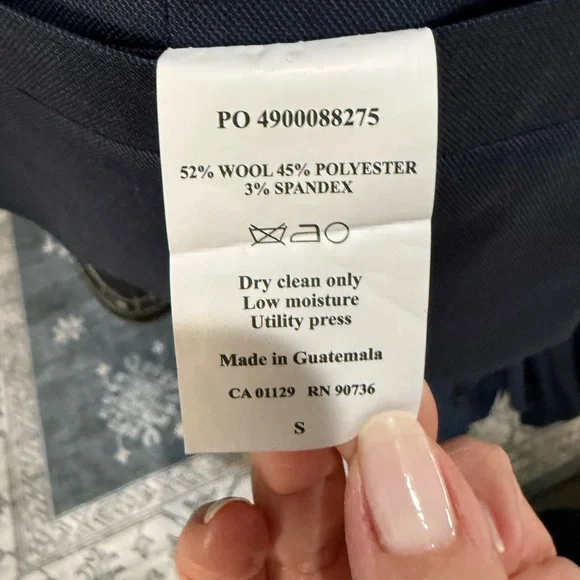 PO 4900088275
52% WOOL 45% POLYESTER
3% SPANDEX
Dry clean only
Low moisture
Utility press
Made in Guatemala
CA 01129 RN 90736
S